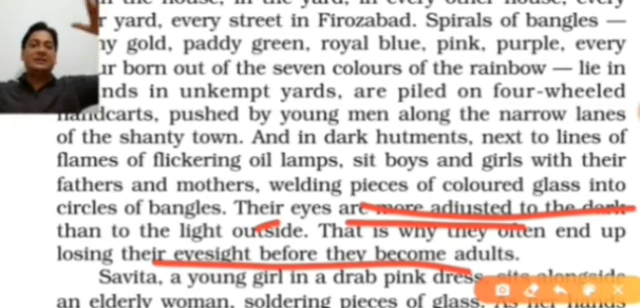 the house, in the yard, in every other house, every
r yard, every street in Firozabad. Spirals of bangles —
ny gold, paddy green, royal blue, pink, purple, every
ur born out of the seven colours of the rainbow — lie in
nds in unkempt yards, are piled on four-wheeled
handcarts, pushed by young men along the narrow lanes
of the shanty town. And in dark hutments, next to lines of
flames of flickering oil lamps, sit boys and girls with their
fathers and mothers, welding pieces of coloured glass into
circles of bangles. Their eyes are more adjusted to the dark
than to the light outside. That is why they often end up
losing their eyesight before they become adults.
Savita, a young girl in a drab pink dress, sits alongside
an elderly woman, soldering pieces of glass. As her hands